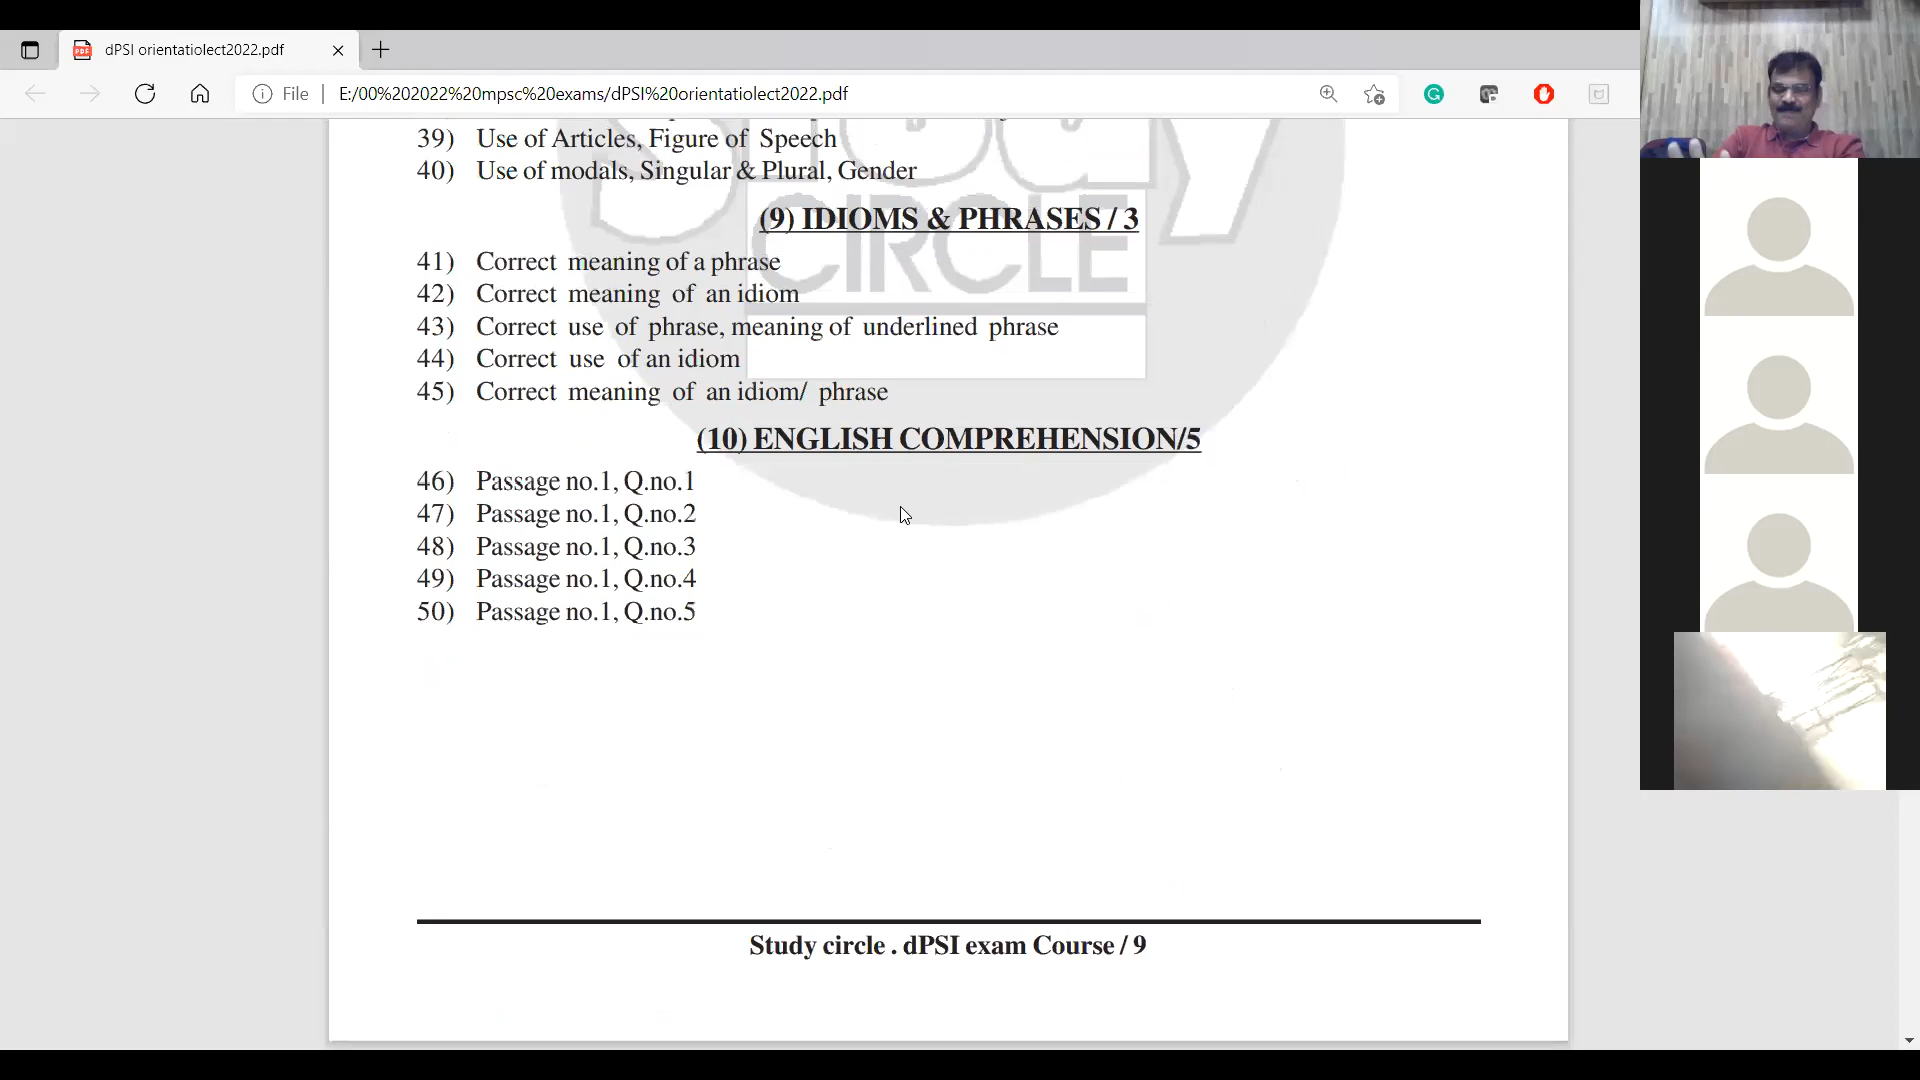 dPSI orientatiolect2022.pdf
File
E:/00%202022%20mpsc%20exams/dPSI%20orientatiolect2022.pdf
39) Use of Articles, Figure of Speech
40) Use of modals, Singular & Plural, Gender
(9) IDIOMS & PHRASES / 3
41) Correct meaning of a phrase
42) Correct meaning of an idiom
43) Correct use of phrase, meaning of underlined phrase
44) Correct use of an idiom
45) Correct meaning of an idiom/ phrase
CIRCLE
(10) ENGLISH COMPREHENSION/5
46) Passage no.1, Q.no.1
47) Passage no.1, Q.no.2
48) Passage no.1, Q.no.3
49) Passage no.1, Q.no.4
50) Passage no.1, Q.no.5
Study circle . dPSI exam Course / 9